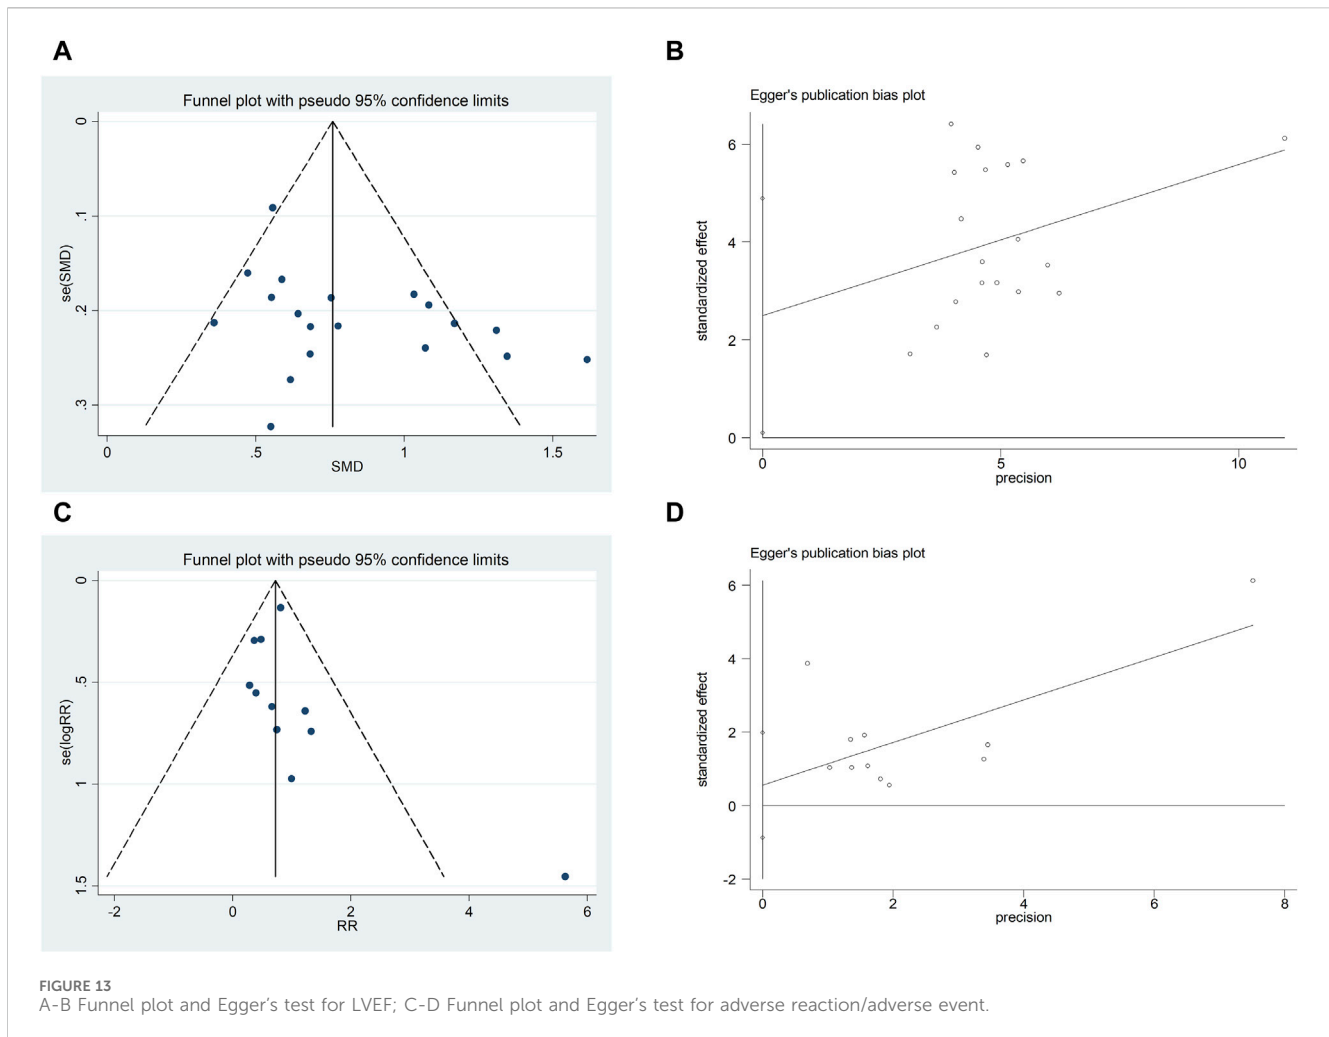 A
Funnel plot with pseudo 95% confidence limits
0
.1
.2
.3
se(SMD)
0
.5
1
1.5
SMD
B
Egger's publication bias plot
6
4
2
0
standardized effect
0
5
10
precision
C
Funnel plot with pseudo 95% confidence limits
0
.5
1
1.5
se(logRR)
-2
0
2
4
6
RR
D
Egger's publication bias plot
6
4
2
0
-2
standardized effect
0
2
4
6
8
precision
FIGURE 13
A-B Funnel plot and Egger's test for LVEF; C-D Funnel plot and Egger's test for adverse reaction/adverse event.